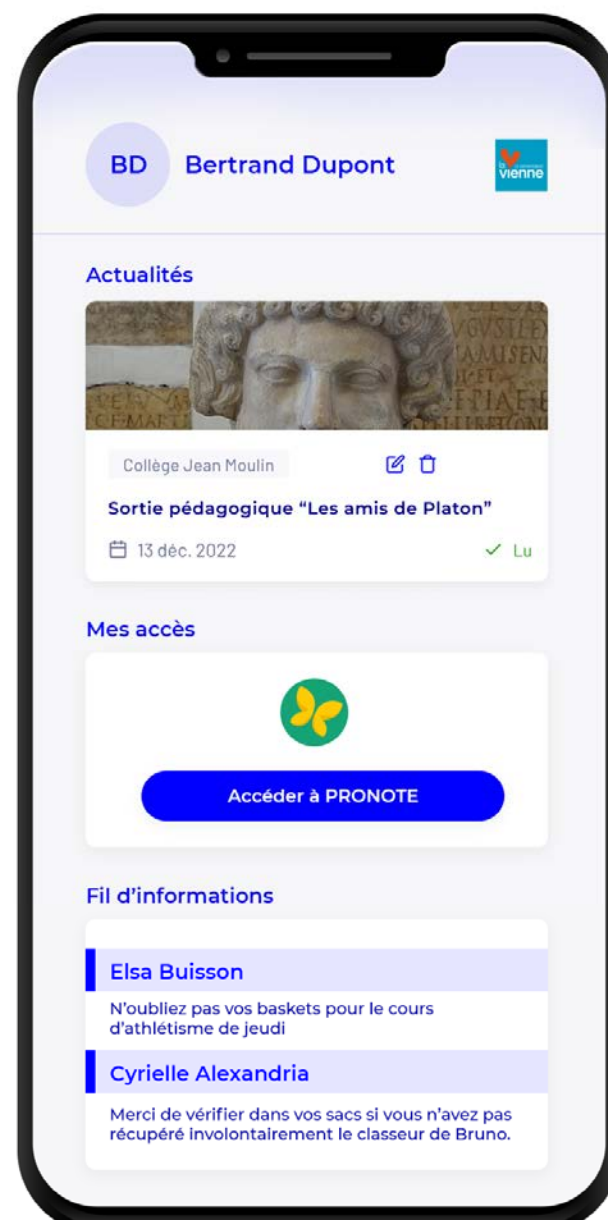 BD
Bertrand Dupont
la
vienne
Actualités
Collège Jean Moulin
Sortie pédagogique “Les amis de Platon”
13 déc. 2022
Lu
Mes accès
Accéder à PRONOTE
Fil d’informations
Elsa Buisson
N’oubliez pas vos baskets pour le cours
d’athlétisme de jeudi
Cyrielle Alexandria
Merci de vérifier dans vos sacs si vous n’avez pas
récupéré involontairement le classeur de Bruno.